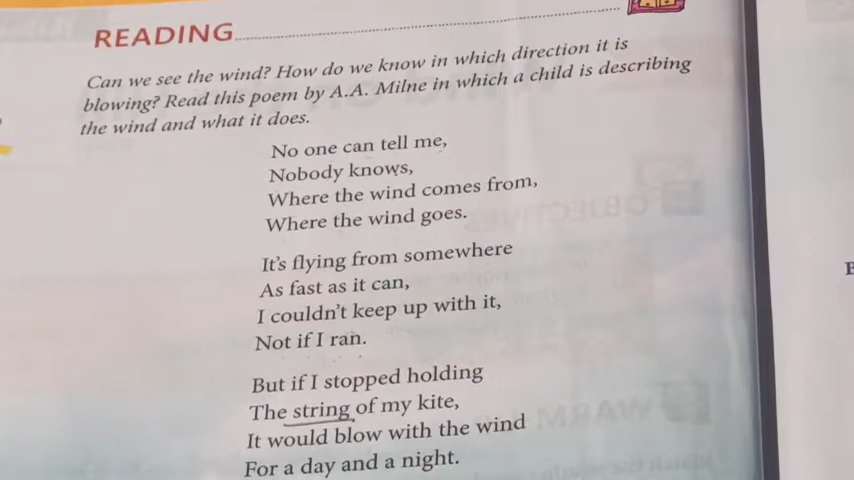 READING
Can we see the wind? How do we know in which direction it is
blowing? Read this poem by A.A. Milne in which a child is describing
the wind and what it does.
No one can tell me,
Nobody knows,
Where the wind comes from,
Where the wind goes.
It's flying from somewhere
As fast as it can,
I couldn't keep up with it,
Not if I ran.
But if I stopped holding
The string of my kite,
It would blow with the wind
For a day and a night.